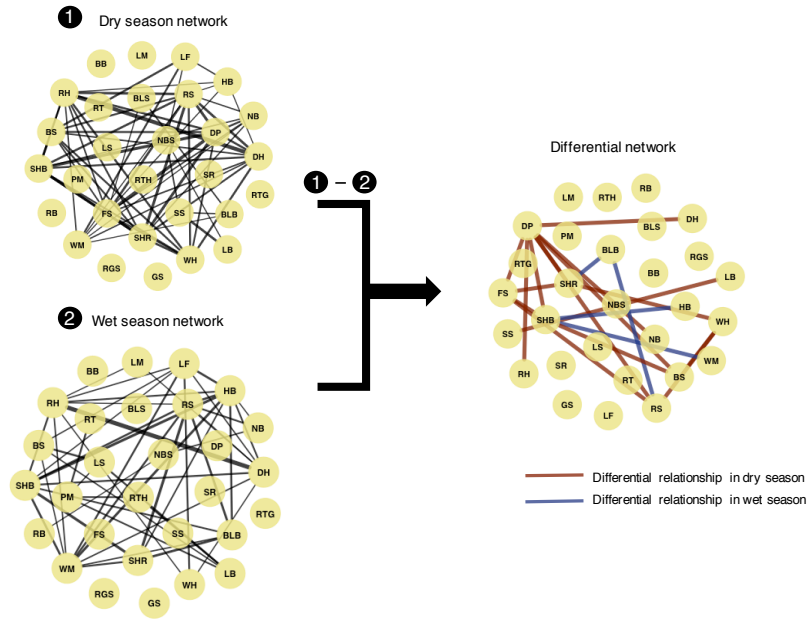 1 Dry season network
LM
LF
BB
HB
RH
RT
BLS
RS
NB
BS
NBS
DP
LS
DH
SHB
PM
RTH
SR
RTG
RB
FS
SS
BLB
WM
SHR
LB
WH
RGS
GS
2 Wet season network
LM
LF
BB
HB
RH
RT
BLS
RS
NB
BS
NBS
DP
LS
DH
SHB
PM
RTH
SR
RTG
RB
FS
SS
BLB
WM
SHR
LB
WH
RGS
GS
1 – 2
Differential network
RB
LM
RTH
DP
BLS
DH
PM
BLB
RTG
RGS
BB
LB
FS
SHR
NBS
HB
SHB
WH
SS
NB
LS
WM
RH
SR
RT
BS
GS
LF
RS
Differential relationship in dry season
Differential relationship in wet season